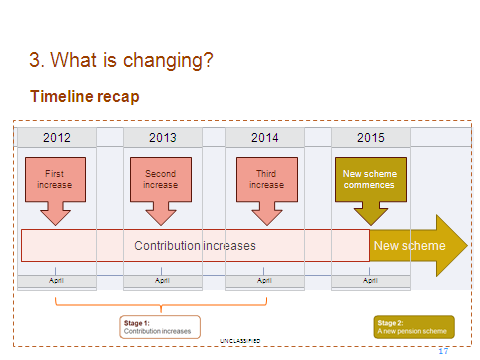 3. What is changing?
Timeline recap
2012 2013 2014 2015
First increase
Second increase
Third increase
New scheme commences
Contribution increases
New scheme
April April April April
Stage 1:
Contribution increases
Stage 2:
A new pension scheme
UNCLASSIFIED
17